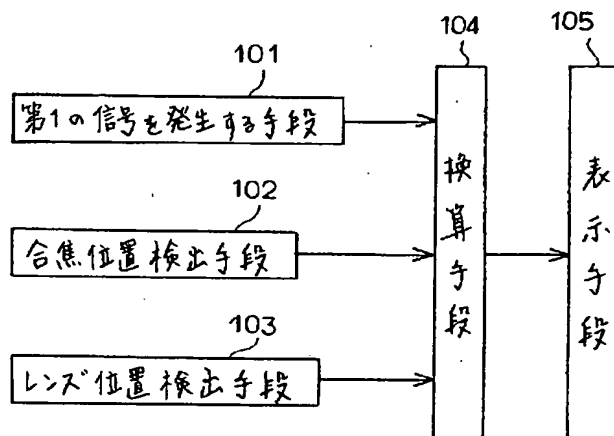 101
第1の信号を発生する手段
102
合焦位置検出手段
103
レンズ位置検出手段
104
検算手段
105
表示手段